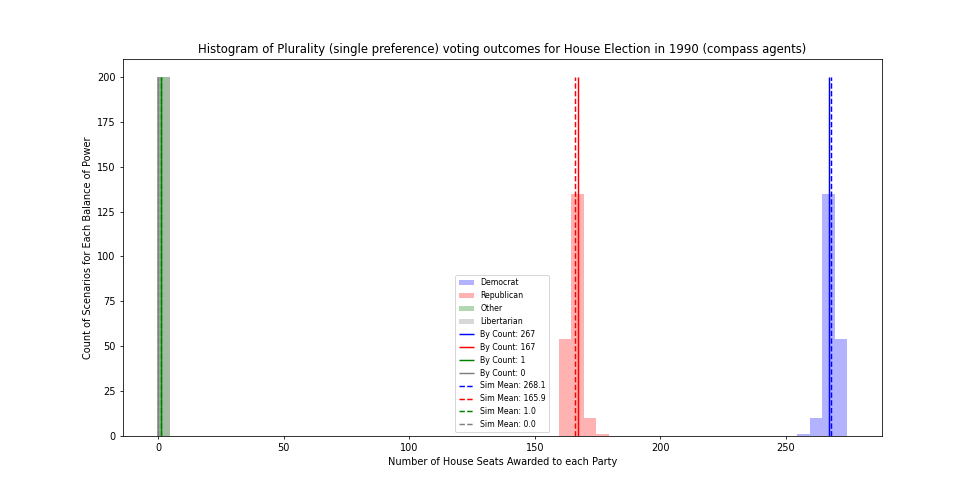 Histogram of Plurality (single preference) voting outcomes for House Election in 1990 (compass agents)
Count of Scenarios for Each Balance of Power
200
175
150
125
100
75
50
25
0
Democrat
Republican
Other
Libertarian
By Count: 267
By Count: 167
By Count: 1
By Count: 0
Sim Mean: 268.1
Sim Mean: 165.9
Sim Mean: 1.0
Sim Mean: 0.0
0 50 100 150 200 250
Number of House Seats Awarded to each Party